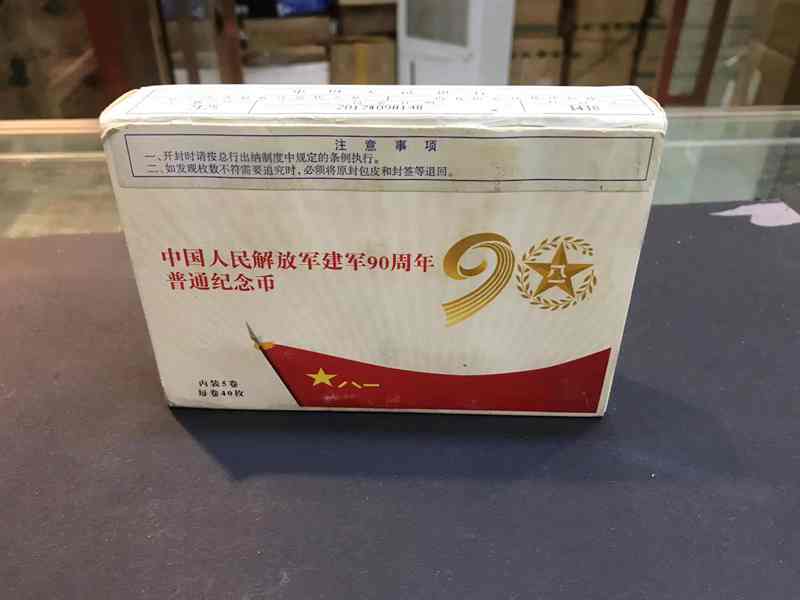 2017年09月14日
注意事项
一、开封时请按总行出纳制度中规定的条例执行。
二、如发现枚数不符需要追究时，必须将原封包皮和封签等退回。
中国人民解放军建军90周年
普通纪念币
90
八一
八一
内装5卷
每卷40枚